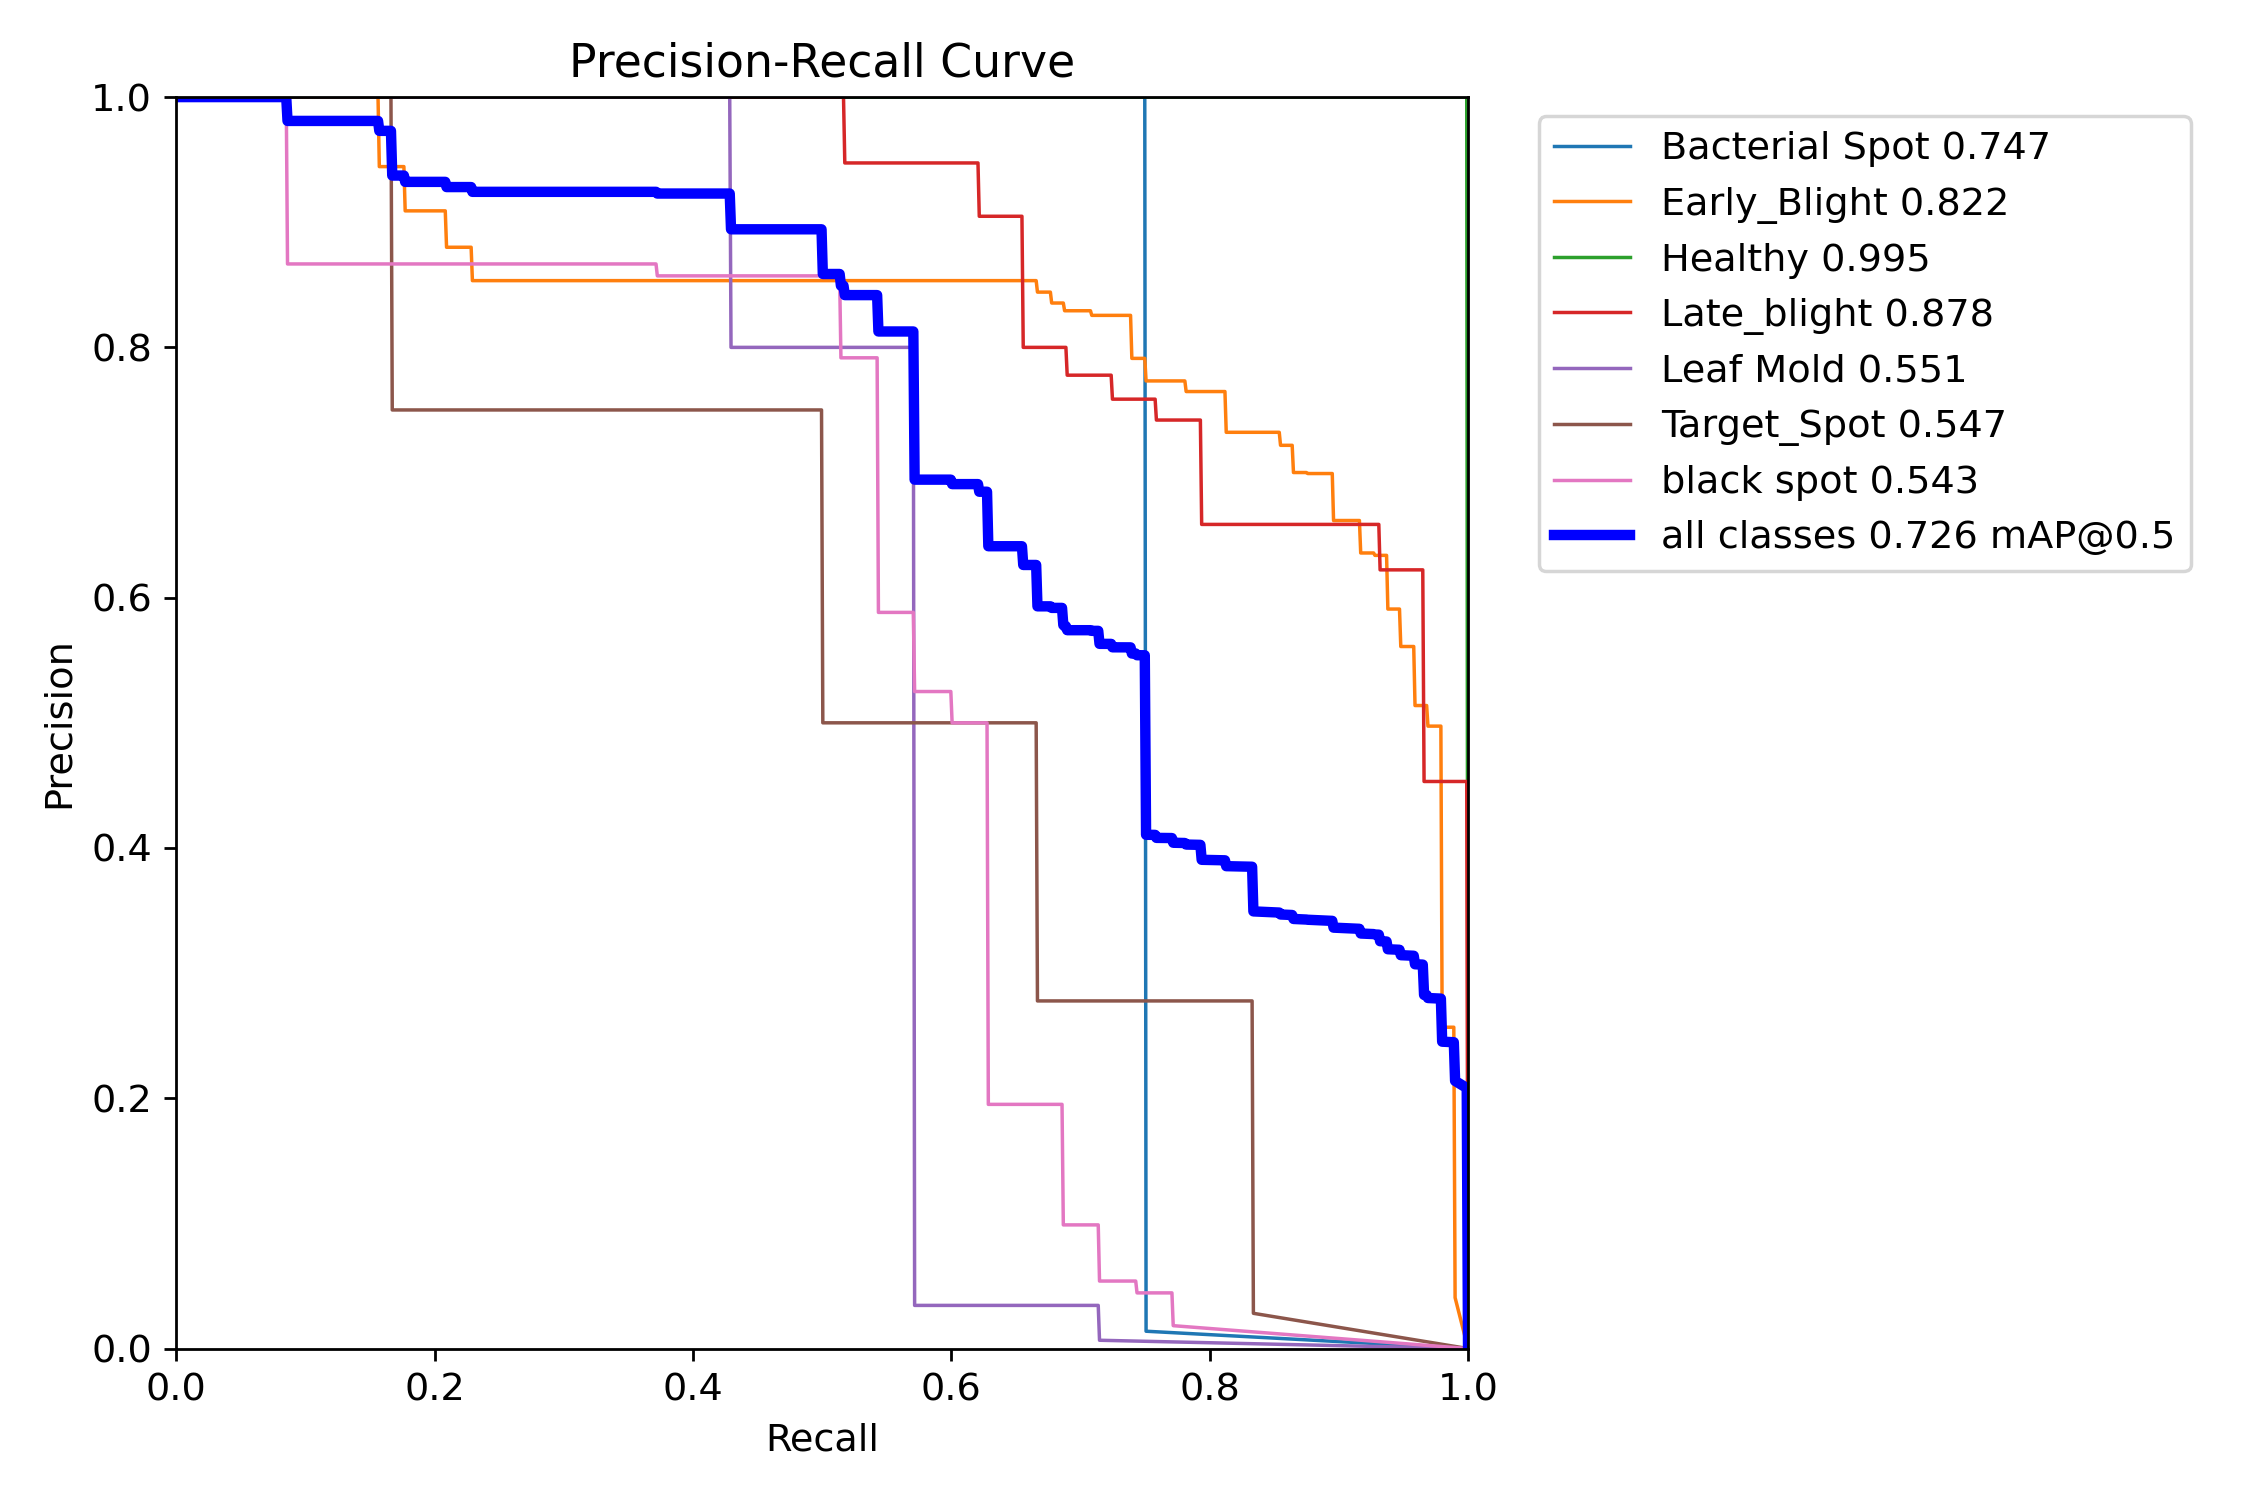 Precision-Recall Curve
1.0
0.8
0.6
0.4
0.2
0.0
Precision
0.0 0.2 0.4 0.6 0.8 1.0
Recall
Bacterial Spot 0.747
Early_Blight 0.822
Healthy 0.995
Late_blight 0.878
Leaf Mold 0.551
Target_Spot 0.547
black spot 0.543
all classes 0.726 mAP@0.5